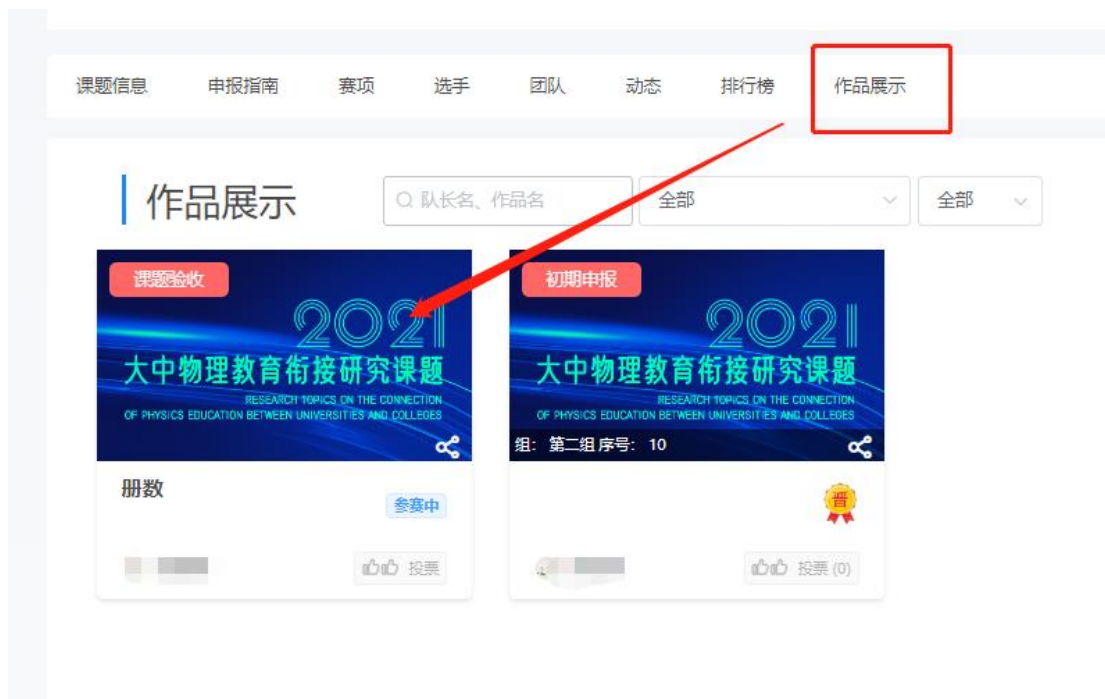 课题信息 申报指南 赛项 选手 团队 动态 排行榜 作品展示
作品展示 队长名、作品名 全部 全部
课题验收
2021
大中物理教育衔接研究课题
RESEARCH TOPICS ON THE CONNECTION
OF PHYSICS EDUCATION BETWEEN UNIVERSITIES AND COLLEGES
册数
参赛中
投票
初期申报
2021
大中物理教育衔接研究课题
RESEARCH TOPICS ON THE CONNECTION
OF PHYSICS EDUCATION BETWEEN UNIVERSITIES AND COLLEGES
组: 第二组 序号: 10
晋
投票 (0)